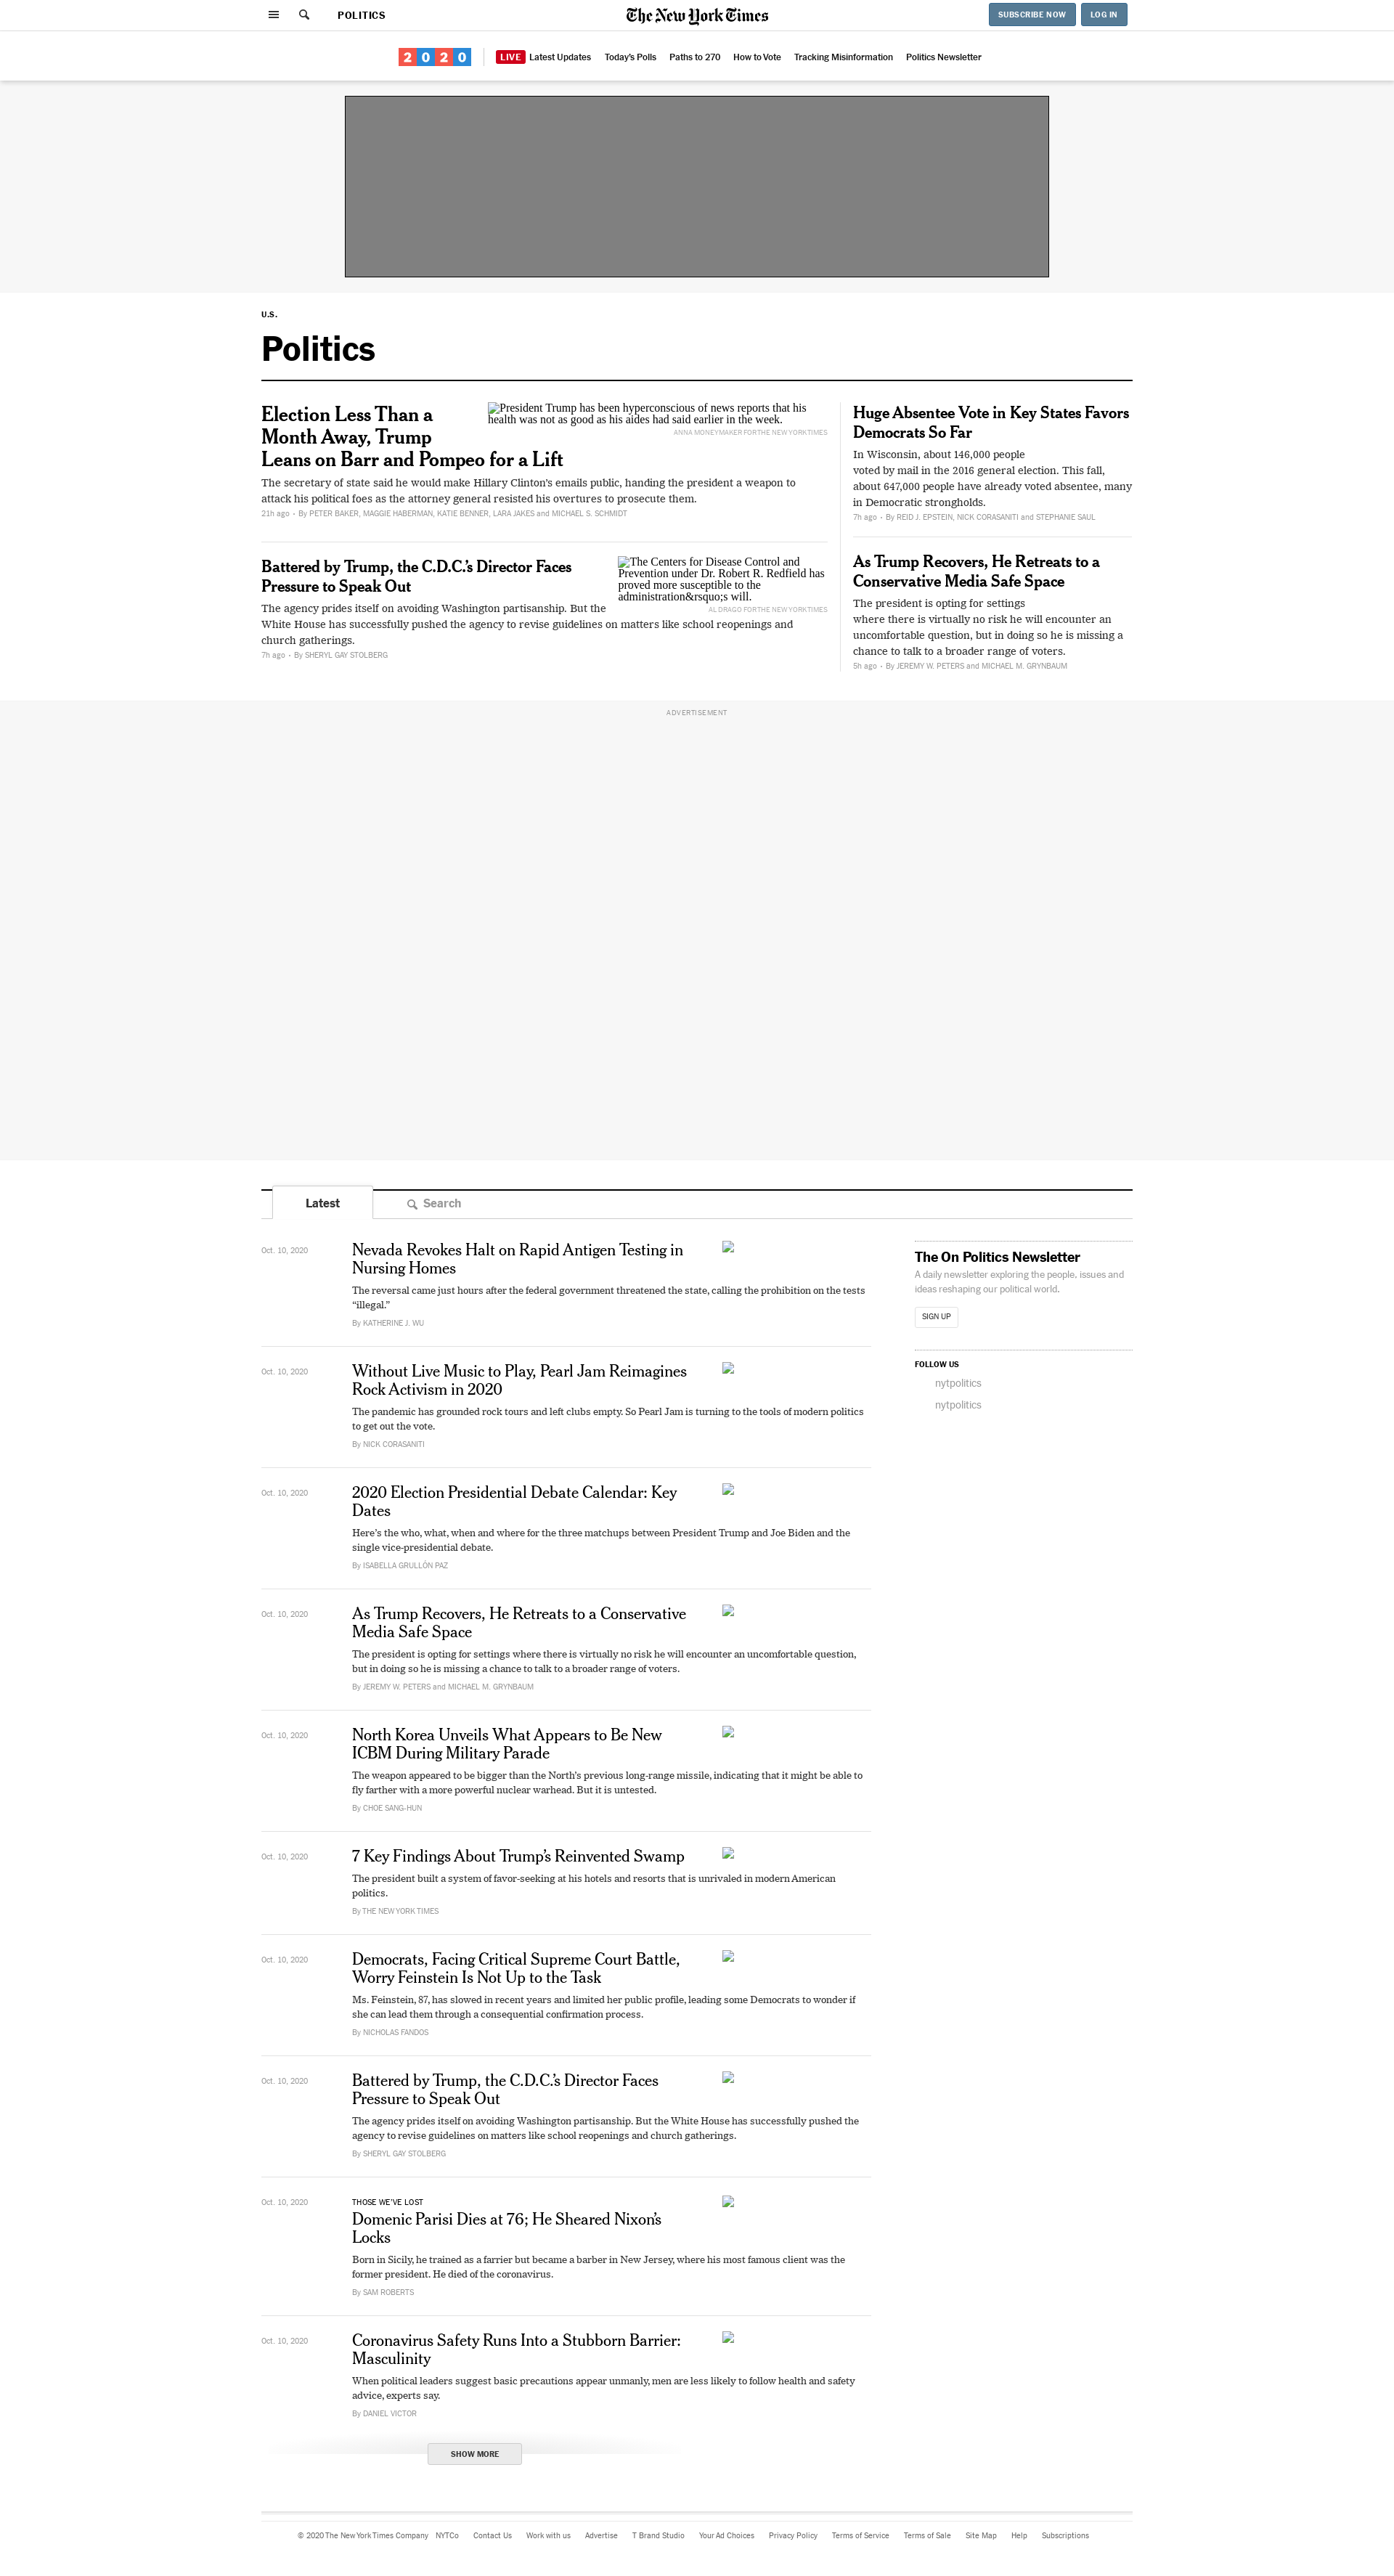 POLITICS
The New York Times
SUBSCRIBE NOW
LOG IN
2020
LIVE Latest Updates
Today's Polls
Paths to 270
How to Vote
Tracking Misinformation
Politics Newsletter
U.S.
Politics
Election Less Than a
Month Away, Trump
Leans on Barr and Pompeo for a Lift
President Trump has been hyperconscious of news reports that his
health was not as good as his aides had said earlier in the week.
ANNA MONEYMAKER FOR THE NEW YORK TIMES
The secretary of state said he would make Hillary Clinton's emails public, handing the president a weapon to
attack his political foes as the attorney general resisted his overtures to prosecute them.
21h ago • By PETER BAKER, MAGGIE HABERMAN, KATIE BENNER, LARA JAKES and MICHAEL S. SCHMIDT
Battered by Trump, the C.D.C.'s Director Faces
Pressure to Speak Out
The Centers for Disease Control and
Prevention under Dr. Robert R. Redfield has
proved more susceptible to the
administration&rsquo;s will.
AL DRAGO FOR THE NEW YORK TIMES
The agency prides itself on avoiding Washington partisanship. But the
White House has successfully pushed the agency to revise guidelines on matters like school reopenings and
church gatherings.
7h ago • By SHERYL GAY STOLBERG
Huge Absentee Vote in Key States Favors
Democrats So Far
In Wisconsin, about 146,000 people
voted by mail in the 2016 general election. This fall,
about 647,000 people have already voted absentee, many
in Democratic strongholds.
7h ago • By REID J. EPSTEIN, NICK CORASANITI and STEPHANIE SAUL
As Trump Recovers, He Retreats to a
Conservative Media Safe Space
The president is opting for settings
where there is virtually no risk he will encounter an
uncomfortable question, but in doing so he is missing a
chance to talk to a broader range of voters.
5h ago • By JEREMY W. PETERS and MICHAEL M. GRYNBAUM
ADVERTISEMENT
Latest
Search
Oct. 10, 2020
Nevada Revokes Halt on Rapid Antigen Testing in
Nursing Homes
The reversal came just hours after the federal government threatened the state, calling the prohibition on the tests
“illegal.”
By KATHERINE J. WU
Oct. 10, 2020
Without Live Music to Play, Pearl Jam Reimagines
Rock Activism in 2020
The pandemic has grounded rock tours and left clubs empty. So Pearl Jam is turning to the tools of modern politics
to get out the vote.
By NICK CORASANITI
Oct. 10, 2020
2020 Election Presidential Debate Calendar: Key
Dates
Here's the who, what, when and where for the three matchups between President Trump and Joe Biden and the
single vice-presidential debate.
By ISABELLA GRULLÓN PAZ
Oct. 10, 2020
As Trump Recovers, He Retreats to a Conservative
Media Safe Space
The president is opting for settings where there is virtually no risk he will encounter an uncomfortable question,
but in doing so he is missing a chance to talk to a broader range of voters.
By JEREMY W. PETERS and MICHAEL M. GRYNBAUM
Oct. 10, 2020
North Korea Unveils What Appears to Be New
ICBM During Military Parade
The weapon appeared to be bigger than the North's previous long-range missile, indicating that it might be able to
fly farther with a more powerful nuclear warhead. But it is untested.
By CHOE SANG-HUN
Oct. 10, 2020
7 Key Findings About Trump's Reinvented Swamp
The president built a system of favor-seeking at his hotels and resorts that is unrivaled in modern American
politics.
By THE NEW YORK TIMES
Oct. 10, 2020
Democrats, Facing Critical Supreme Court Battle,
Worry Feinstein Is Not Up to the Task
Ms. Feinstein, 87, has slowed in recent years and limited her public profile, leading some Democrats to wonder if
she can lead them through a consequential confirmation process.
By NICHOLAS FANDOS
Oct. 10, 2020
Battered by Trump, the C.D.C.'s Director Faces
Pressure to Speak Out
The agency prides itself on avoiding Washington partisanship. But the White House has successfully pushed the
agency to revise guidelines on matters like school reopenings and church gatherings.
By SHERYL GAY STOLBERG
Oct. 10, 2020
THOSE WE'VE LOST
Domenic Parisi Dies at 76; He Sheared Nixon's
Locks
Born in Sicily, he trained as a farrier but became a barber in New Jersey, where his most famous client was the
former president. He died of the coronavirus.
By SAM ROBERTS
Oct. 10, 2020
Coronavirus Safety Runs Into a Stubborn Barrier:
Masculinity
When political leaders suggest basic precautions appear unmanly, men are less likely to follow health and safety
advice, experts say.
By DANIEL VICTOR
SHOW MORE
The On Politics Newsletter
A daily newsletter exploring the people, issues and
ideas reshaping our political world.
SIGN UP
FOLLOW US
nytpolitics
nytpolitics
© 2020 The New York Times Company
NYTCo
Contact Us
Work with us
Advertise
T Brand Studio
Your Ad Choices
Privacy Policy
Terms of Service
Terms of Sale
Site Map
Help
Subscriptions